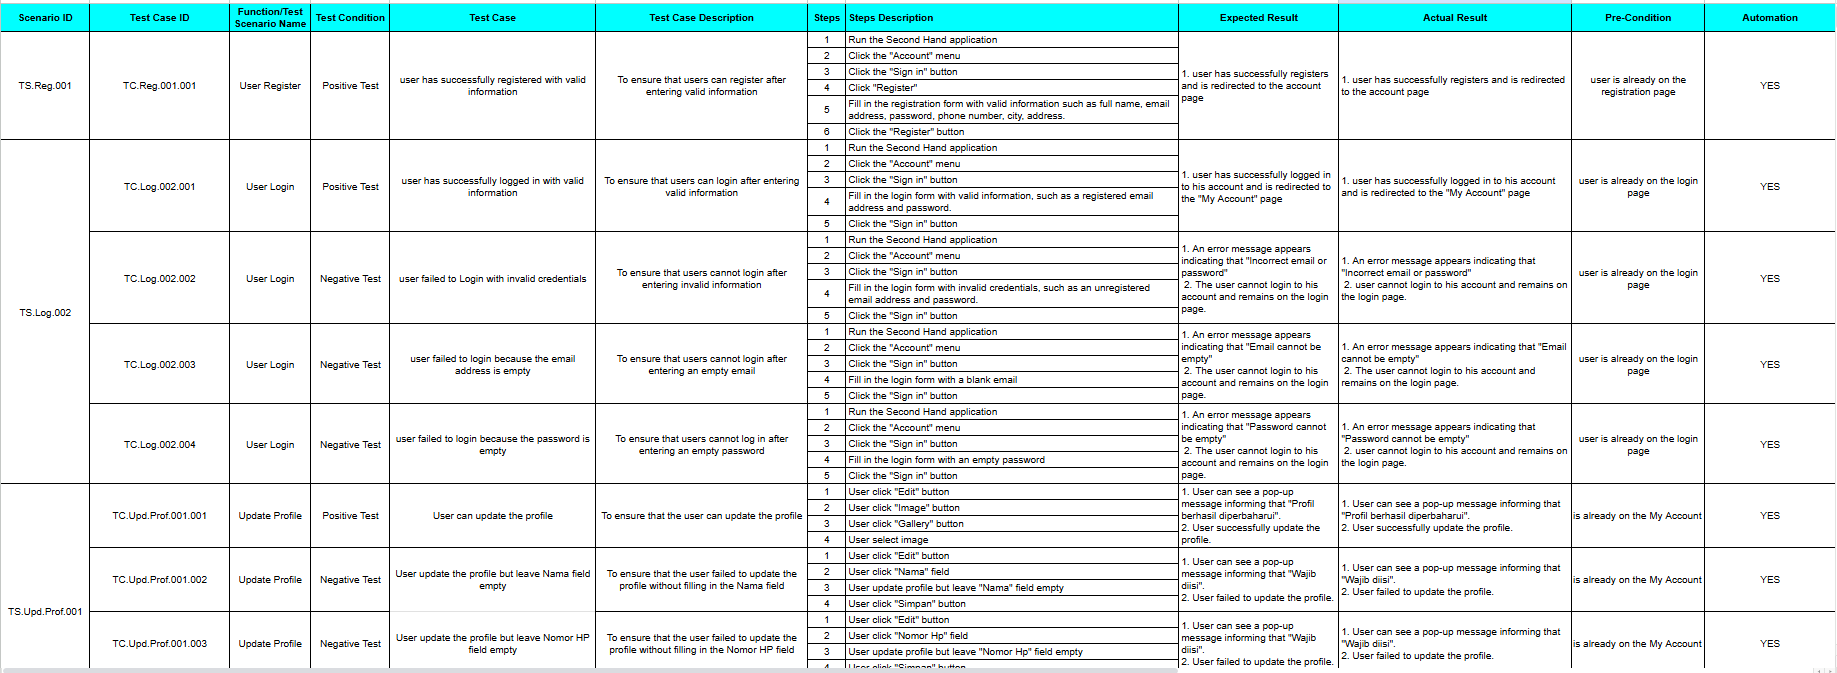 Scenario ID
Test Case ID
Function/Test
Scenario Name
Test Condition
Test Case
Test Case Description
Steps
Steps Description
Expected Result
Actual Result
Pre-Condition
Automation
TS.Reg.001
TC.Reg.001.001
User Register
Positive Test
user has successfully registered with valid
information
To ensure that users can register after
entering valid information
1 Run the Second Hand application
2 Click the "Account" menu
3 Click the "Sign in" button
4 Click "Register"
5 Fill in the registration form with valid information such as full name, email
address, password, phone number, city, address.
6 Click the "Register" button
1. user has successfully registers
and is redirected to the account
page
1. user has successfully registers and is redirected
to the account page
user is already on the
registration page
YES
TS.Log.002
TC.Log.002.001
User Login
Positive Test
user has successfully logged in with valid
information
To ensure that users can login after entering
valid information
1 Run the Second Hand application
2 Click the "Account" menu
3 Click the "Sign in" button
4 Fill in the login form with valid information, such as a registered email
address and password.
5 Click the "Sign in" button
1. user has successfully logged in
to his account and is redirected to
the "My Account" page
1. user has successfully logged in to his account
and is redirected to the "My Account" page
user is already on the login
page
YES
TC.Log.002.002
User Login
Negative Test
user failed to Login with invalid credentials
To ensure that users cannot login after
entering invalid information
1 Run the Second Hand application
2 Click the "Account" menu
3 Click the "Sign in" button
4 Fill in the login form with invalid credentials, such as an unregistered
email address and password.
5 Click the "Sign in" button
1. An error message appears
indicating that "Incorrect email or
password"
2. The user cannot login to his
account and remains on the login
page.
1. An error message appears indicating that
"Incorrect email or password"
2. user cannot login to his account and remains on
the login page.
user is already on the login
page
YES
TC.Log.002.003
User Login
Negative Test
user failed to login because the email
address is empty
To ensure that users cannot login after
entering an empty email
1 Run the Second Hand application
2 Click the "Account" menu
3 Click the "Sign in" button
4 Fill in the login form with a blank email
5 Click the "Sign in" button
1. An error message appears
indicating that "Email cannot be
empty"
2. The user cannot login to his
account and remains on the login
page.
1. An error message appears indicating that "Email
cannot be empty"
2. The user cannot login to his account and
remains on the login page.
user is already on the login
page
YES
TC.Log.002.004
User Login
Negative Test
user failed to login because the password is
empty
To ensure that users cannot log in after
entering an empty password
1 Run the Second Hand application
2 Click the "Account" menu
3 Click the "Sign in" button
4 Fill in the login form with an empty password
5 Click the "Sign in" button
1. An error message appears
indicating that "Password cannot
be empty"
2. The user cannot login to his
account and remains on the login
page.
1. An error message appears indicating that
"Password cannot be empty"
2. user cannot login to his account and remains on
the login page.
user is already on the login
page
YES
TS.Upd.Prof.001
TC.Upd.Prof.001.001
Update Profile
Positive Test
User can update the profile
To ensure that the user can update the profile
1 User click "Edit" button
2 User click "Image" button
3 User click "Gallery" button
4 User select image
1. User can see a pop-up
message informing that "Profil
berhasil diperbaharui".
2. User successfully update the
profile.
1. User can see a pop-up message informing that
"Profil berhasil diperbarui".
2. User successfully update the profile.
is already on the My Account
YES
TC.Upd.Prof.001.002
Update Profile
Negative Test
User update the profile but leave Nama field
empty
To ensure that the user failed to update the
profile without filling in the Nama field
1 User click "Edit" button
2 User click "Nama" field
3 User update profile but leave "Nama" field empty
4 User click "Simpan" button
1. User can see a pop-up
message informing that "Wajib
diisi".
2. User failed to update the profile.
1. User can see a pop-up message informing that
"Wajib diisi".
2. User failed to update the profile.
is already on the My Account
YES
TC.Upd.Prof.001.003
Update Profile
Negative Test
User update the profile but leave Nomor HP
field empty
To ensure that the user failed to update the
profile without filling in the Nomor HP field
1 User click "Edit" button
2 User click "Nomor Hp" field
3 User update profile but leave "Nomor Hp" field empty
4 User click "Simpan" button
1. User can see a pop-up
message informing that "Wajib
diisi".
2. User failed to update the profile.
1. User can see a pop-up message informing that
"Wajib diisi".
2. User failed to update the profile.
is already on the My Account
YES